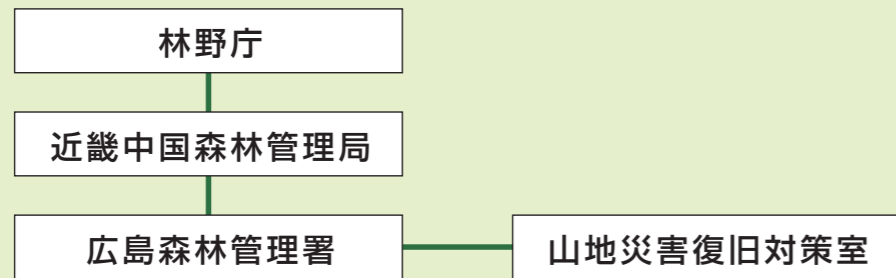 林野庁
近畿中国森林管理局
広島森林管理署
山地災害復旧対策室